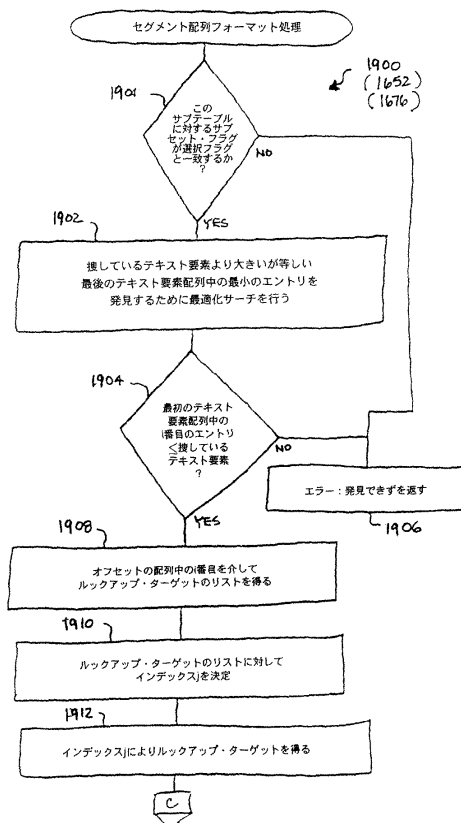 セグメント配列フォーマット処理
1900
(1652)
(1676)
1901
この
サブテーブル
に対するサブ
セット・フラグ
が選択フラグ
と一致するか
?
NO
YES
1902
捜しているテキスト要素より大きいが等しい
最後のテキスト要素配列中の最小のエントリを
発見するために最適化サーチを行う
1904
最初のテキスト
要素配列中の
i番目のエントリ
≤捜している
テキスト要素
?
NO
YES
エラー:発見できずを返す
1906
1908
オフセットの配列中のi番目を介して
ルックアップ・ターゲットのリストを得る
1910
ルックアップ・ターゲットのリストに対して
インデックスjを決定
1912
インデックスjによりルックアップ・ターゲットを得る
C